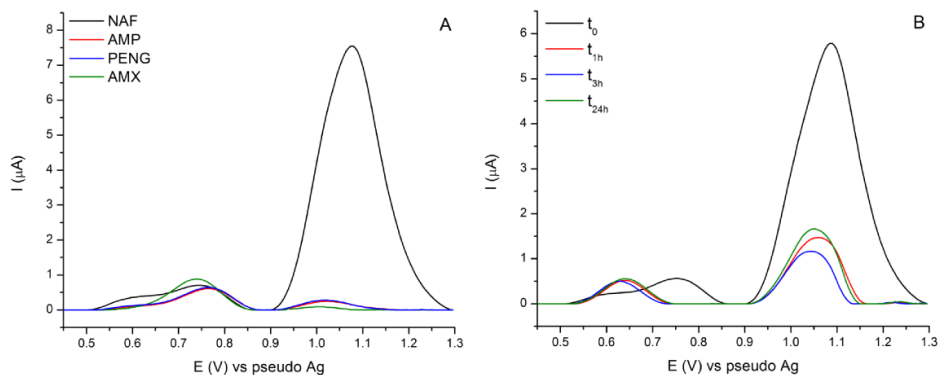 A
NAF
AMP
PENG
AMX
8
7
6
5
4
3
2
1
0
I (μA)
0.5 0.6 0.7 0.8 0.9 1.0 1.1 1.2 1.3
E (V) vs pseudo Ag
B
t0
t1h
t3h
t24h
6
5
4
3
2
1
0
I (μA)
0.5 0.6 0.7 0.8 0.9 1.0 1.1 1.2 1.3
E (V) vs pseudo Ag